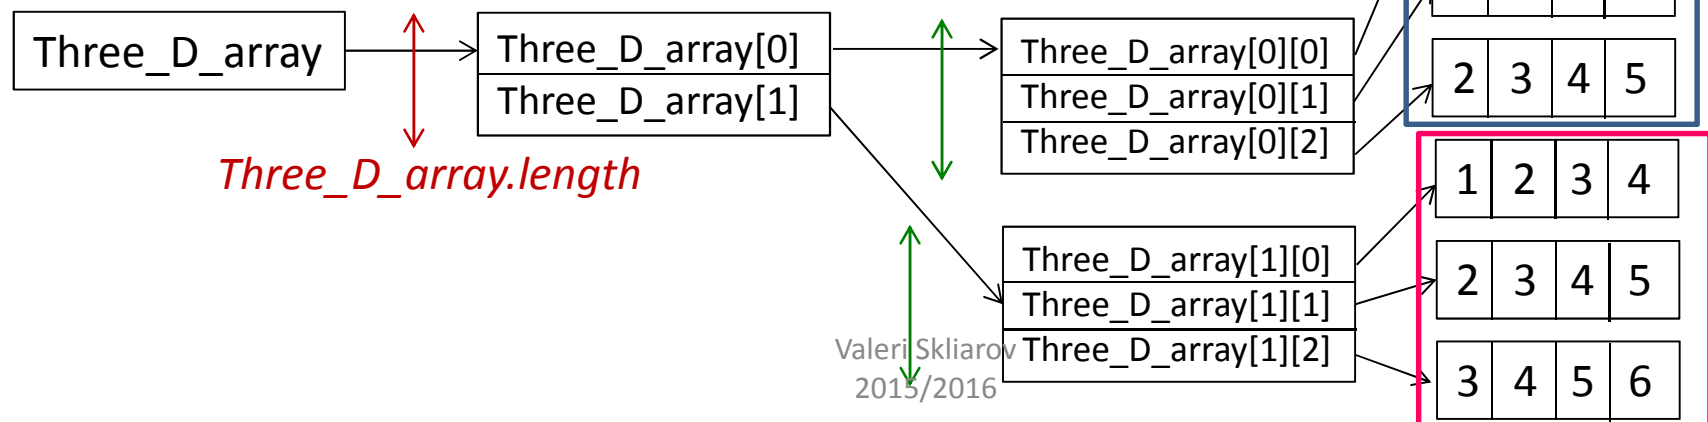 Three_D_array
Three_D_array[0]
Three_D_array[1]
Three_D_array.length
Three_D_array[0][0]
Three_D_array[0][1]
Three_D_array[0][2]
2 3 4 5
Three_D_array[1][0]
Three_D_array[1][1]
Three_D_array[1][2]
1 2 3 4
2 3 4 5
3 4 5 6
Valeri Skliarov
2015/2016